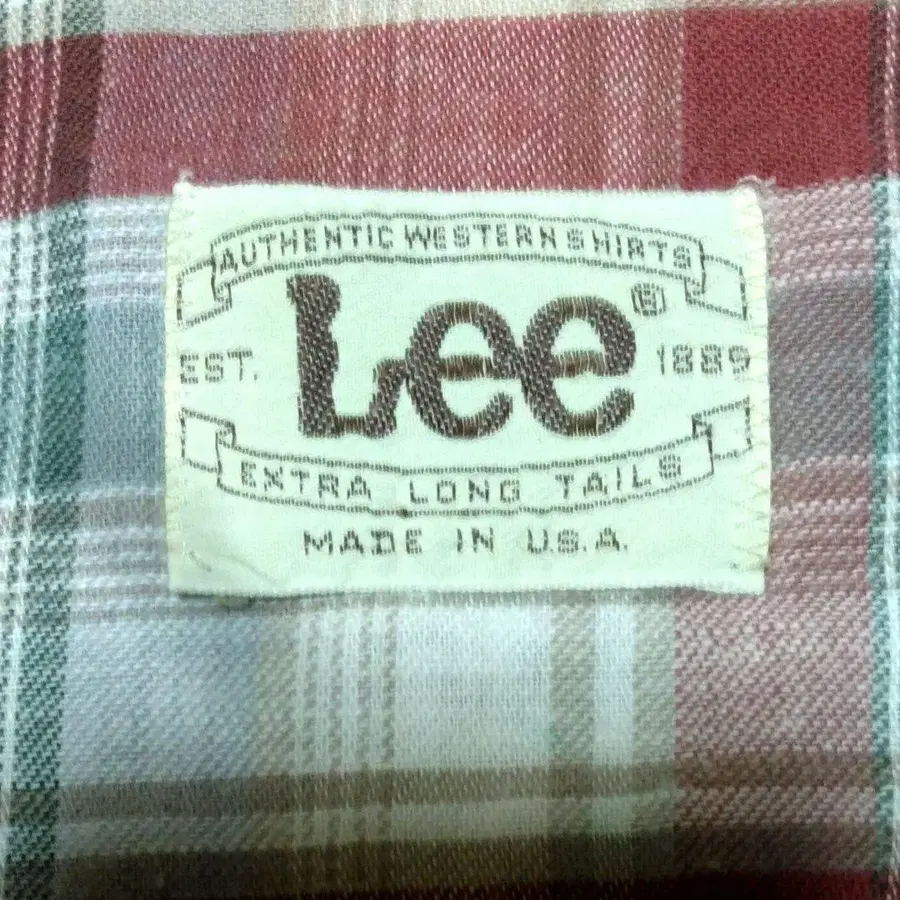 AUTHENTIC WESTERN SHIRTS
Lee®
EST. 1889
EXTRA LONG TAILS
MADE IN U.S.A.